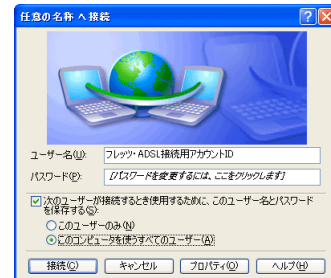 任意の名称 へ接続
ユーザー名(U):
フレッツ・ADSL接続用アカウントID
パスワード(P):
[パスワードを変更するには、ここをクリックします]
次のユーザーが接続するとき使用するために、このユーザー名とパスワード
を保存する(S):
このユーザーのみ(N)
このコンピュータを使うすべてのユーザー(A)
接続(C)
キャンセル
プロパティ(O)
ヘルプ(H)